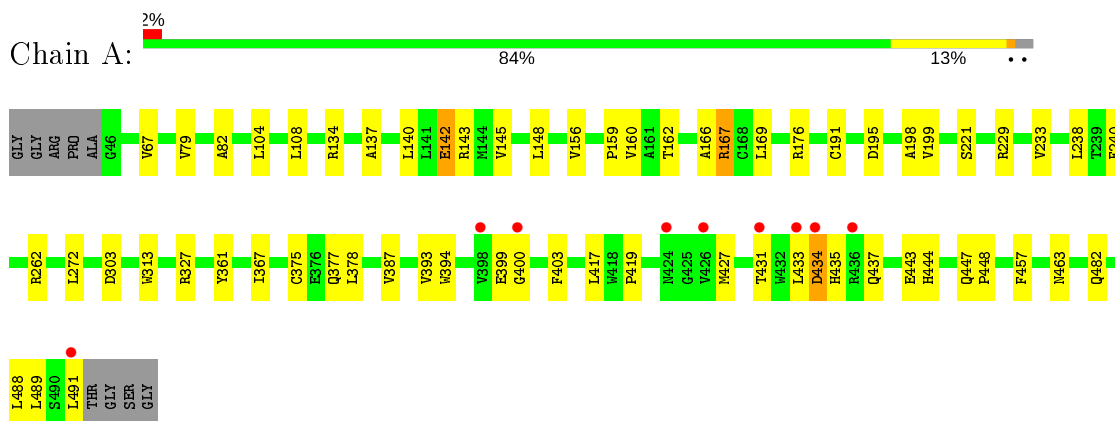 2%
Chain A:
84% 13% • •
GLY GLY ARG PRO ALA G46 V67 V79 A82 L104 L108 R134 A137 L140 L141 E142 R143 M144 V145 L148 V156 P159 V160 A161 T162 A166 R167 C168 L169 R176 C191 D195 A198 V199 S221 R229 V233 L238 T239
R262 L272 D303 W313 R327 Y361 I367 C375 E376 Q377 L378 V387 V393 W394 V398 E399 G400 F403 L417 W418 P419 N424 G425 V426 M427 T431 W432 L433 D434 H435 R436 Q437 E443 H444 Q447 P448 F457 N463 Q482
L488 L489 S490 L491 THR GLY SER GLY